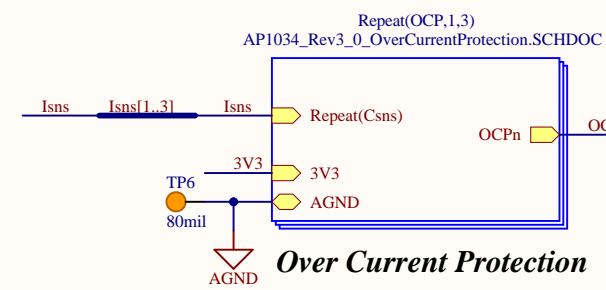 Repeat(OCP,1,3)
AP1034_Rev3_0_OverCurrentProtection.SCHDOC
Isns
Isns[1..3]
Isns
Repeat(Csns)
OCPn
3V3
3V3
TP6
AGND
80mil
AGND
Over Current Protection